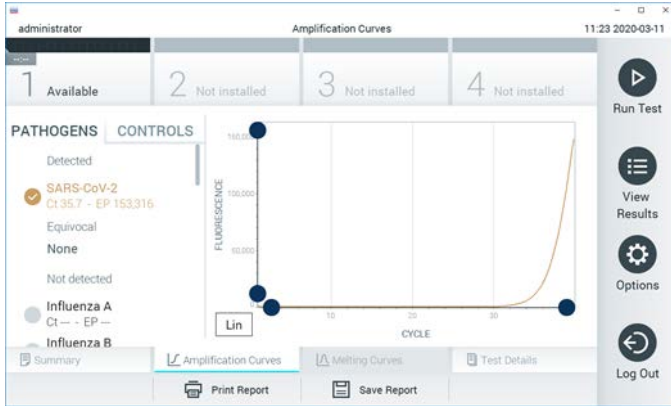 administrator
Amplification Curves
11:23 2020-03-11
--:--
1 Available
2 Not installed
3 Not installed
4 Not installed
Run Test
View
Results
Options
Log Out
PATHOGENS CONTROLS
Detected
SARS-CoV-2
Ct 35.7 - EP 153,316
Equivocal
None
Not detected
Influenza A
Ct — - EP —
Influenza B
FLUORESCENCE
160,000
100,000
50,000
0
10 20 30
CYCLE
Lin
Summary
Amplification Curves
Melting Curves
Test Details
Print Report
Save Report